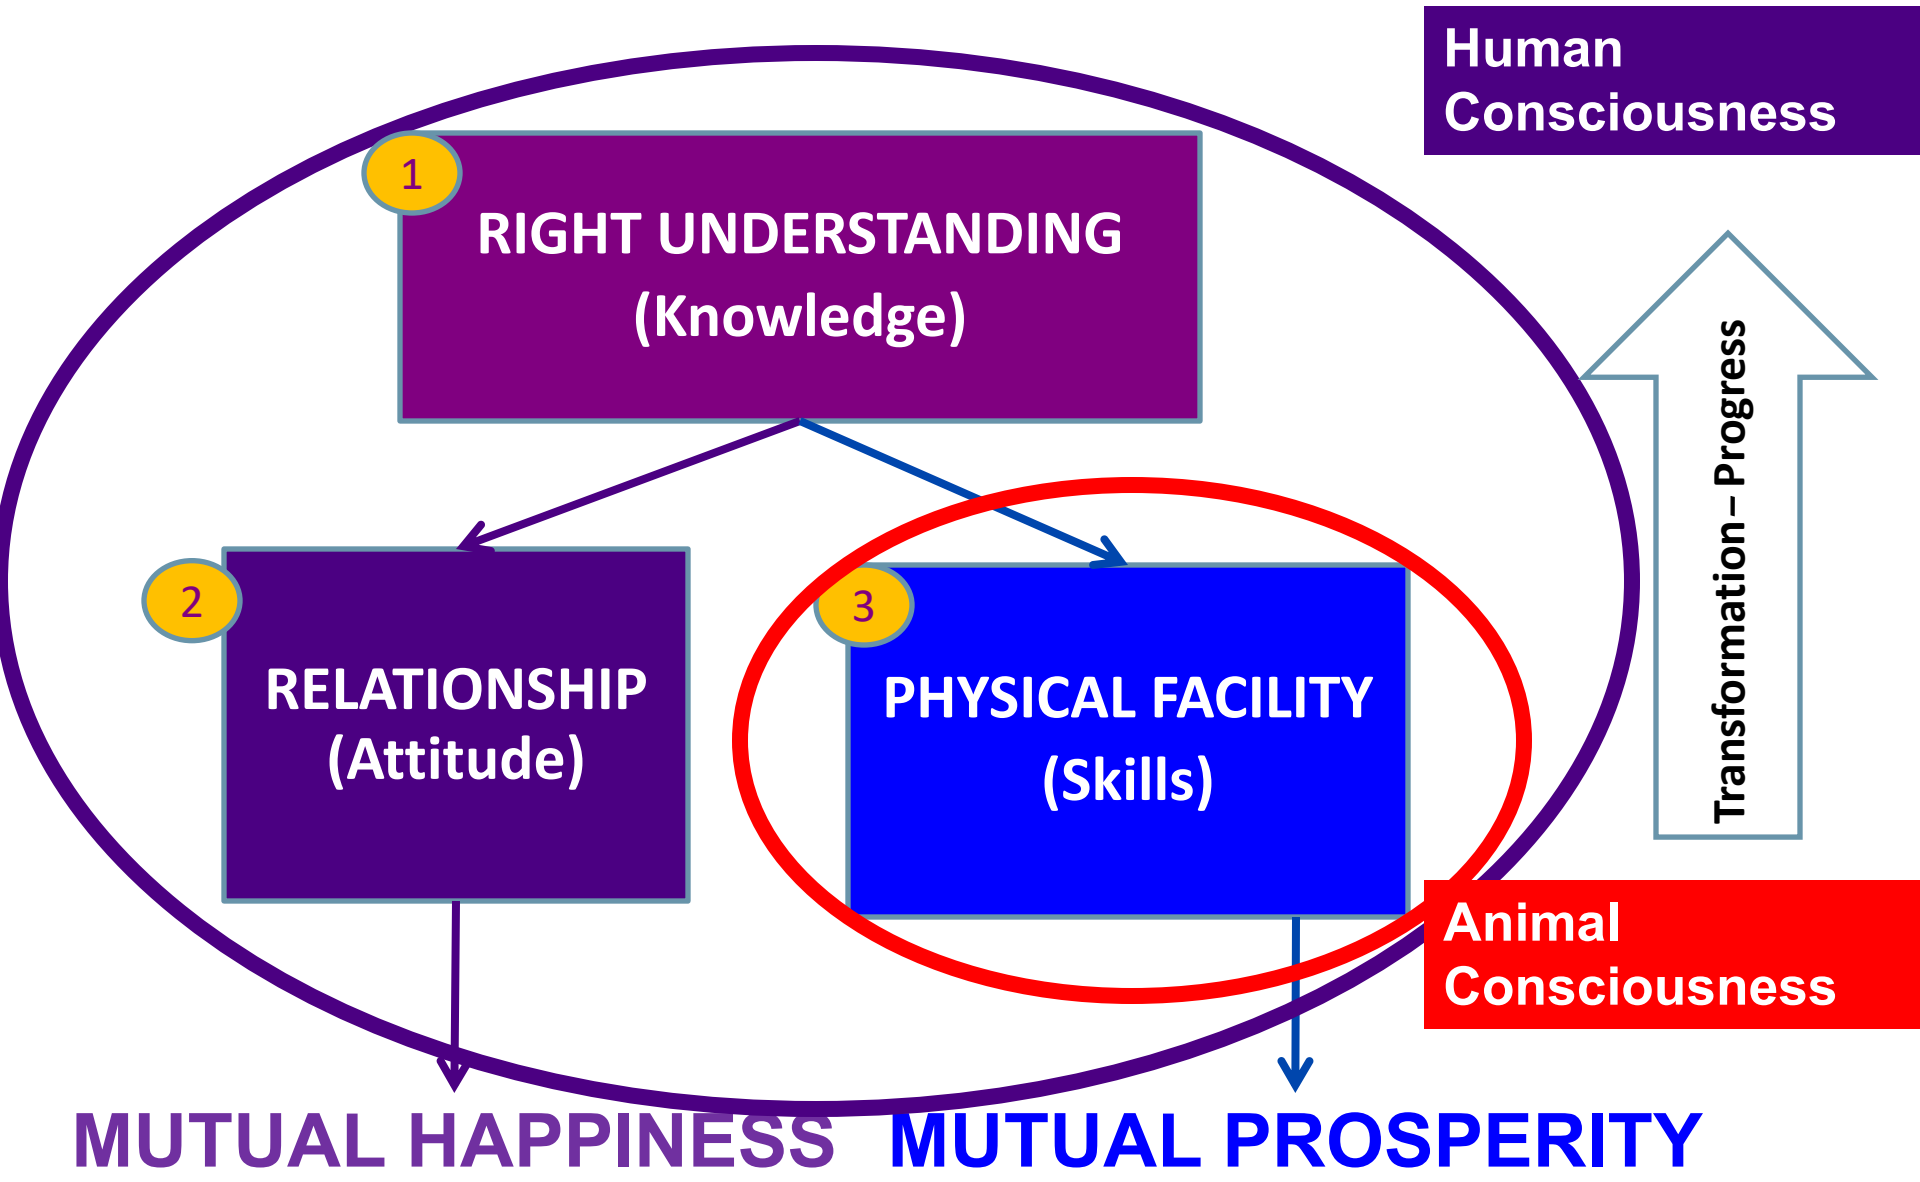 Human
Consciousness
1
RIGHT UNDERSTANDING
(Knowledge)
Transformation– Progress
2
RELATIONSHIP
(Attitude)
3
PHYSICAL FACILITY
(Skills)
Animal
Consciousness
MUTUAL HAPPINESS
MUTUAL PROSPERITY